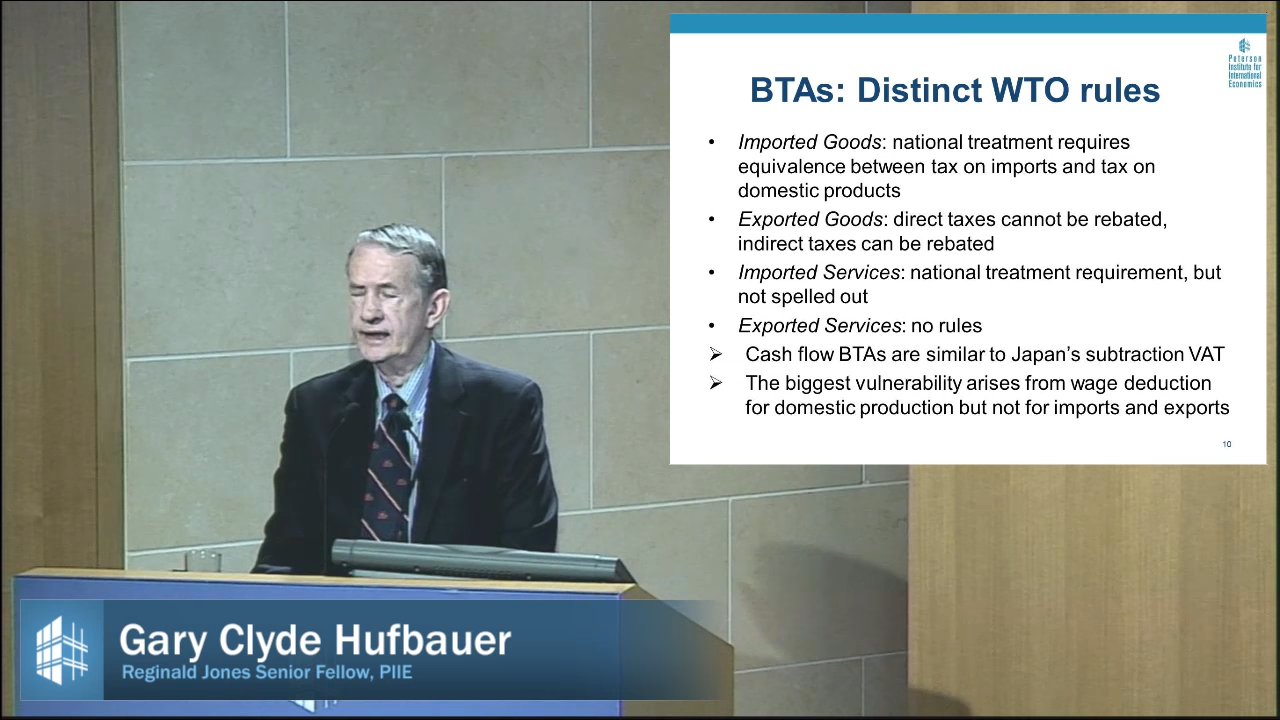 Peterson
Institute for
International
Economics
BTAs: Distinct WTO rules
• Imported Goods: national treatment requires
equivalence between tax on imports and tax on
domestic products
• Exported Goods: direct taxes cannot be rebated,
indirect taxes can be rebated
• Imported Services: national treatment requirement, but
not spelled out
• Exported Services: no rules
➢ Cash flow BTAs are similar to Japan’s subtraction VAT
➢ The biggest vulnerability arises from wage deduction
for domestic production but not for imports and exports
10
Gary Clyde Hufbauer
Reginald Jones Senior Fellow, PIIE